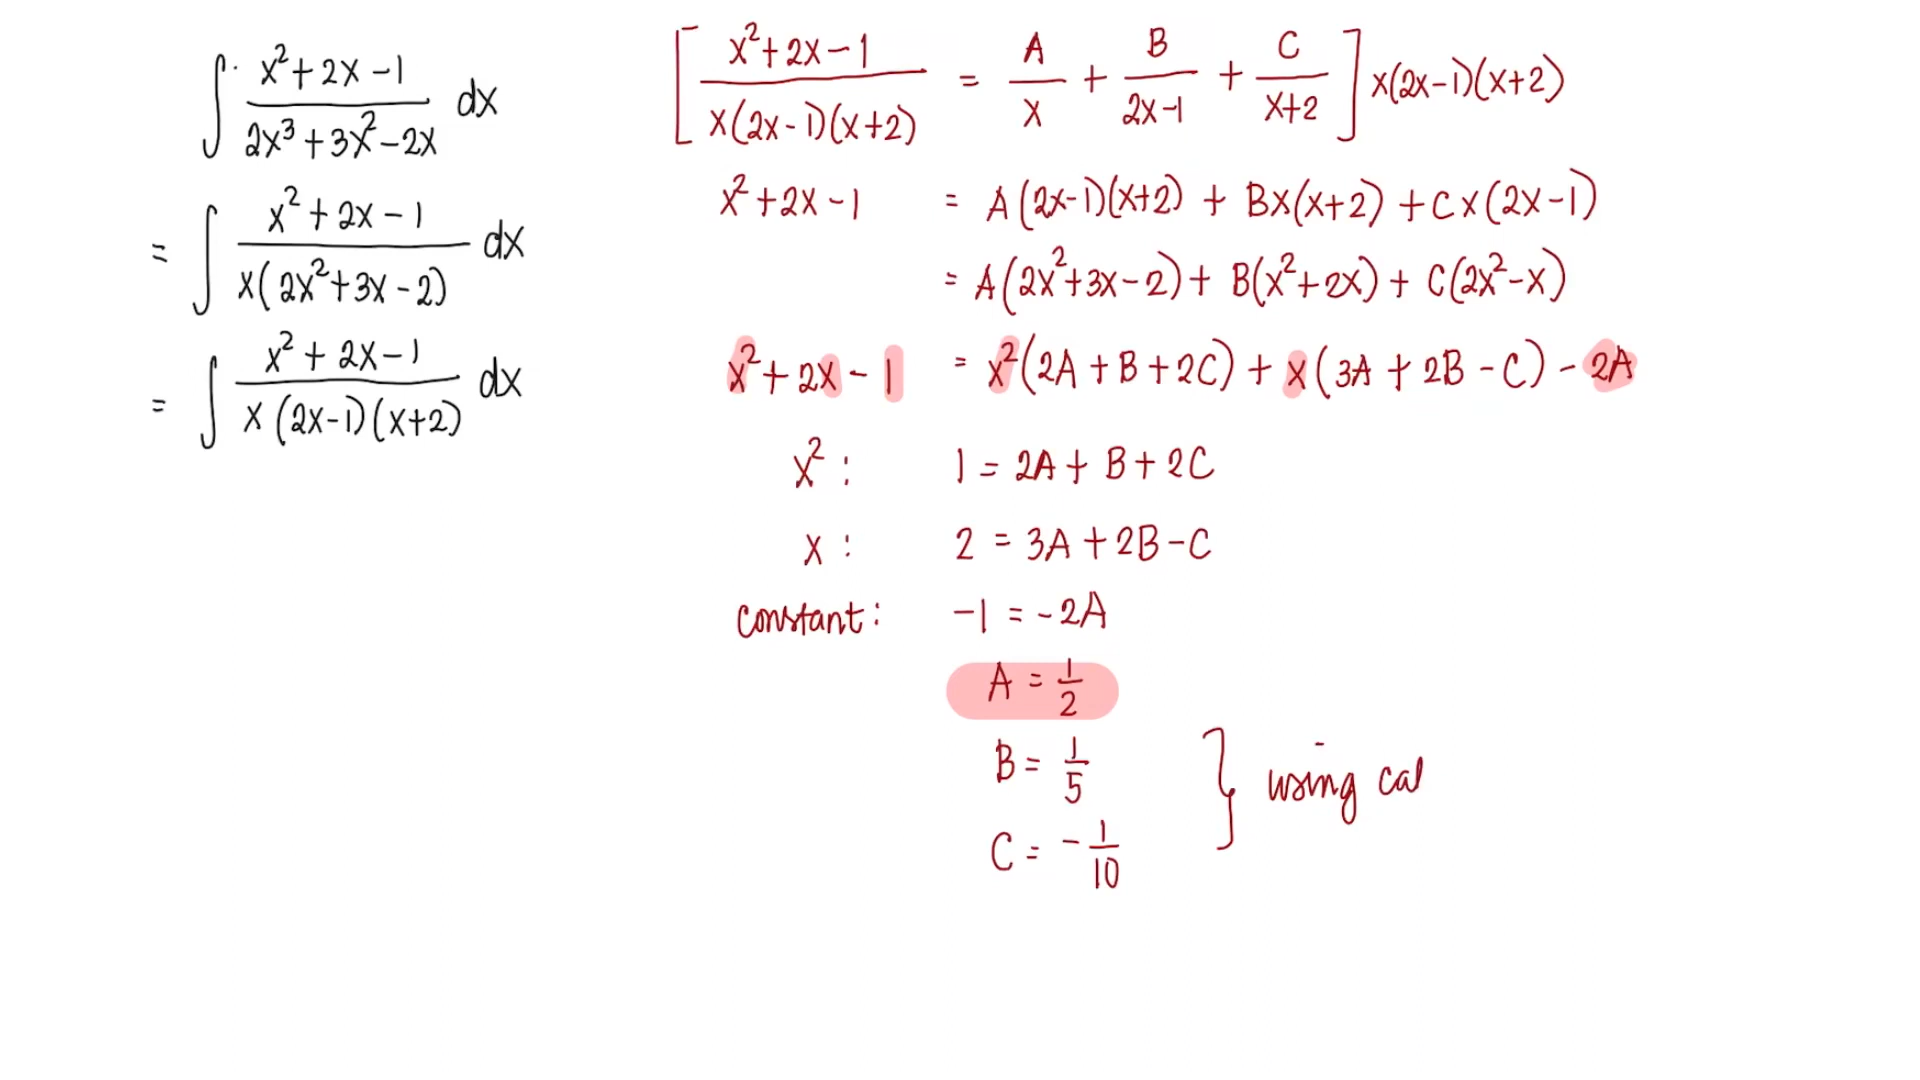 ∫ (x²+2x-1)/(2x³+3x²-2x) dx
= ∫ (x²+2x-1)/(x(2x²+3x-2)) dx
= ∫ (x²+2x-1)/(x(2x-1)(x+2)) dx
[(x²+2x-1)/(x(2x-1)(x+2)) = A/x + B/(2x-1) + C/(x+2)] x(2x-1)(x+2)
x²+2x-1 = A(2x-1)(x+2) + Bx(x+2) + Cx(2x-1)
= A(2x²+3x-2) + B(x²+2x) + C(2x²-x)
x²+2x-1 = x²(2A+B+2C) + x(3A+2B-C) - 2A
x²: 1 = 2A+B+2C
x: 2 = 3A+2B-C
constant: -1 = -2A
A = 1/2
B = 1/5
C = -1/10
} using cal